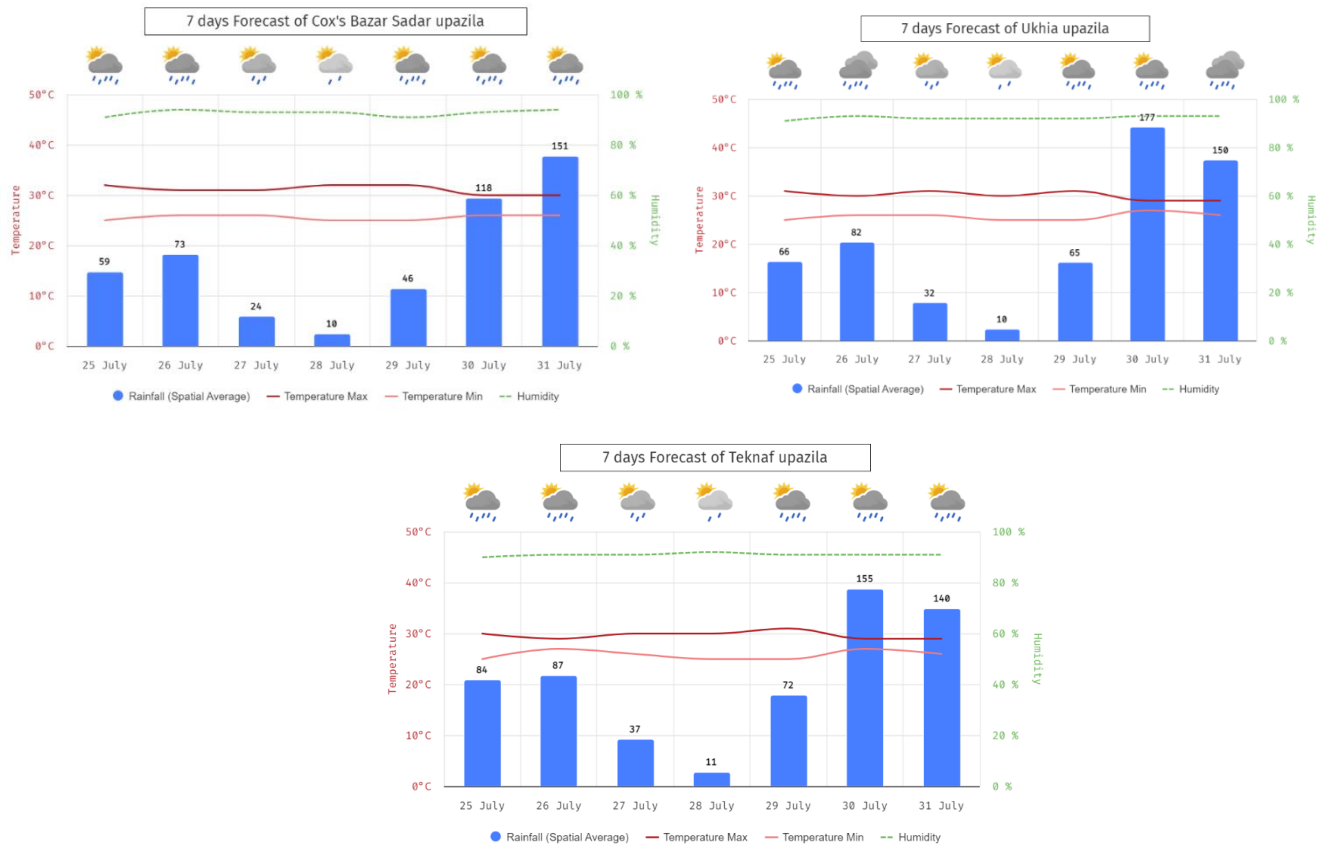 7 days Forecast of Cox's Bazar Sadar upazila
50°C
40°C
30°C
20°C
10°C
0°C
Temperature
100 %
80 %
60 %
40 %
20 %
0 %
Humidity
59
73
24
10
46
118
151
25 July
26 July
27 July
28 July
29 July
30 July
31 July
Rainfall (Spatial Average)
Temperature Max
Temperature Min
Humidity
7 days Forecast of Ukhia upazila
50°C
40°C
30°C
20°C
10°C
0°C
Temperature
100 %
80 %
60 %
40 %
20 %
0 %
Humidity
66
82
32
10
65
177
150
25 July
26 July
27 July
28 July
29 July
30 July
31 July
Rainfall (Spatial Average)
Temperature Max
Temperature Min
Humidity
7 days Forecast of Teknaf upazila
50°C
40°C
30°C
20°C
10°C
0°C
Temperature
100 %
80 %
60 %
40 %
20 %
0 %
Humidity
84
87
37
11
72
155
140
25 July
26 July
27 July
28 July
29 July
30 July
31 July
Rainfall (Spatial Average)
Temperature Max
Temperature Min
Humidity